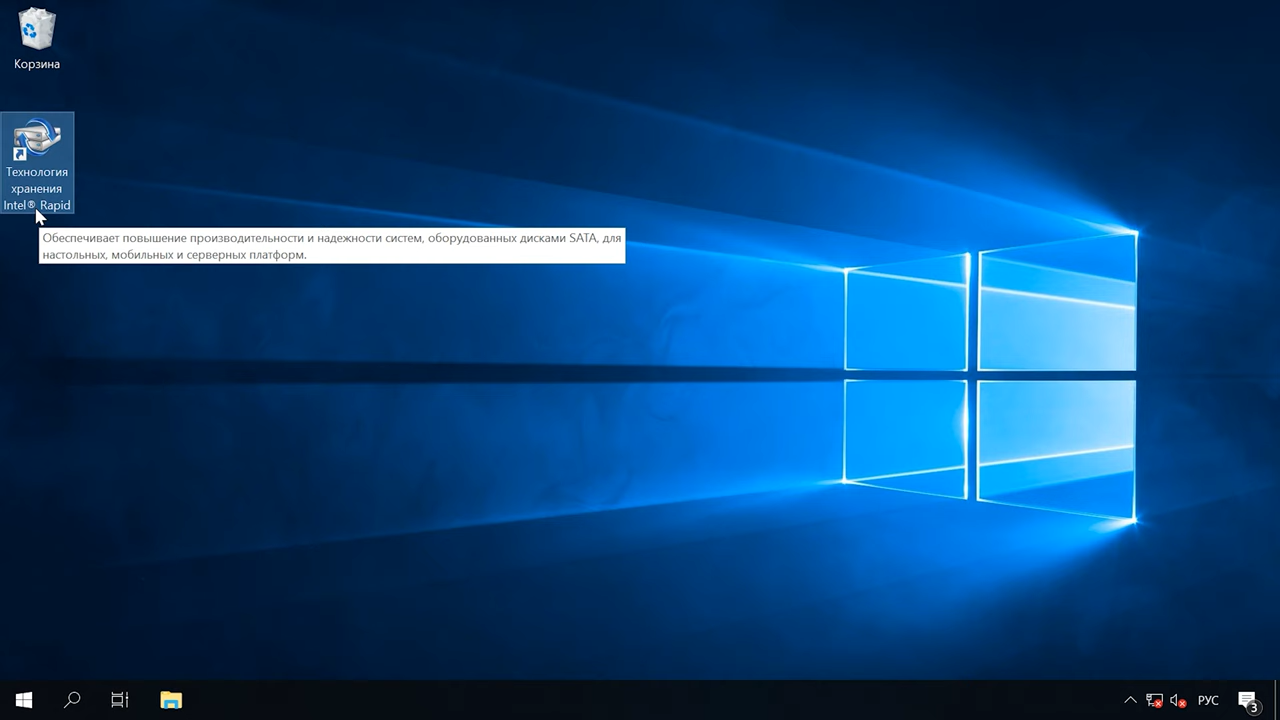 Корзина
Технология
хранения
Intel® Rapid
Обеспечивает повышение производительности и надежности систем, оборудованных дисками SATA, для
настольных, мобильных и серверных платформ.
РУС
3